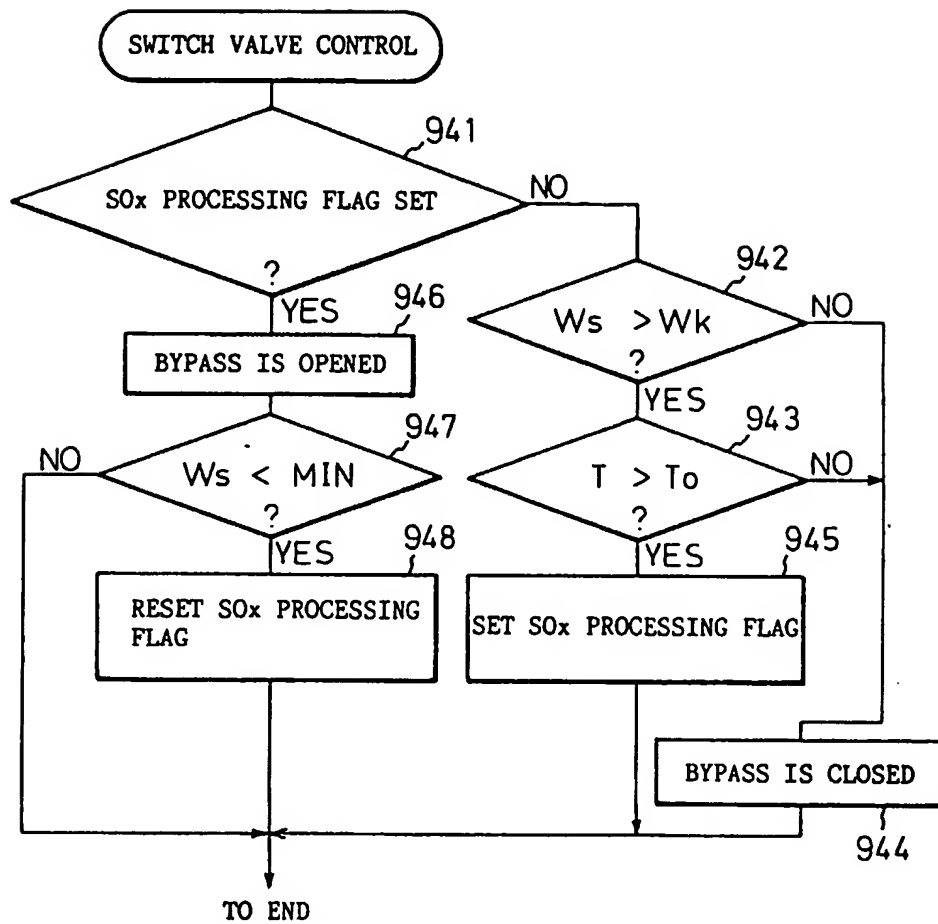 SWITCH VALVE CONTROL
941
SOx PROCESSING FLAG SET
?
NO
YES
946
BYPASS IS OPENED
942
Ws > Wk
?
NO
YES
947
Ws < MIN
?
NO
YES
943
T > To
?
NO
YES
948
RESET SOx PROCESSING
FLAG
945
SET SOx PROCESSING FLAG
BYPASS IS CLOSED
944
TO END